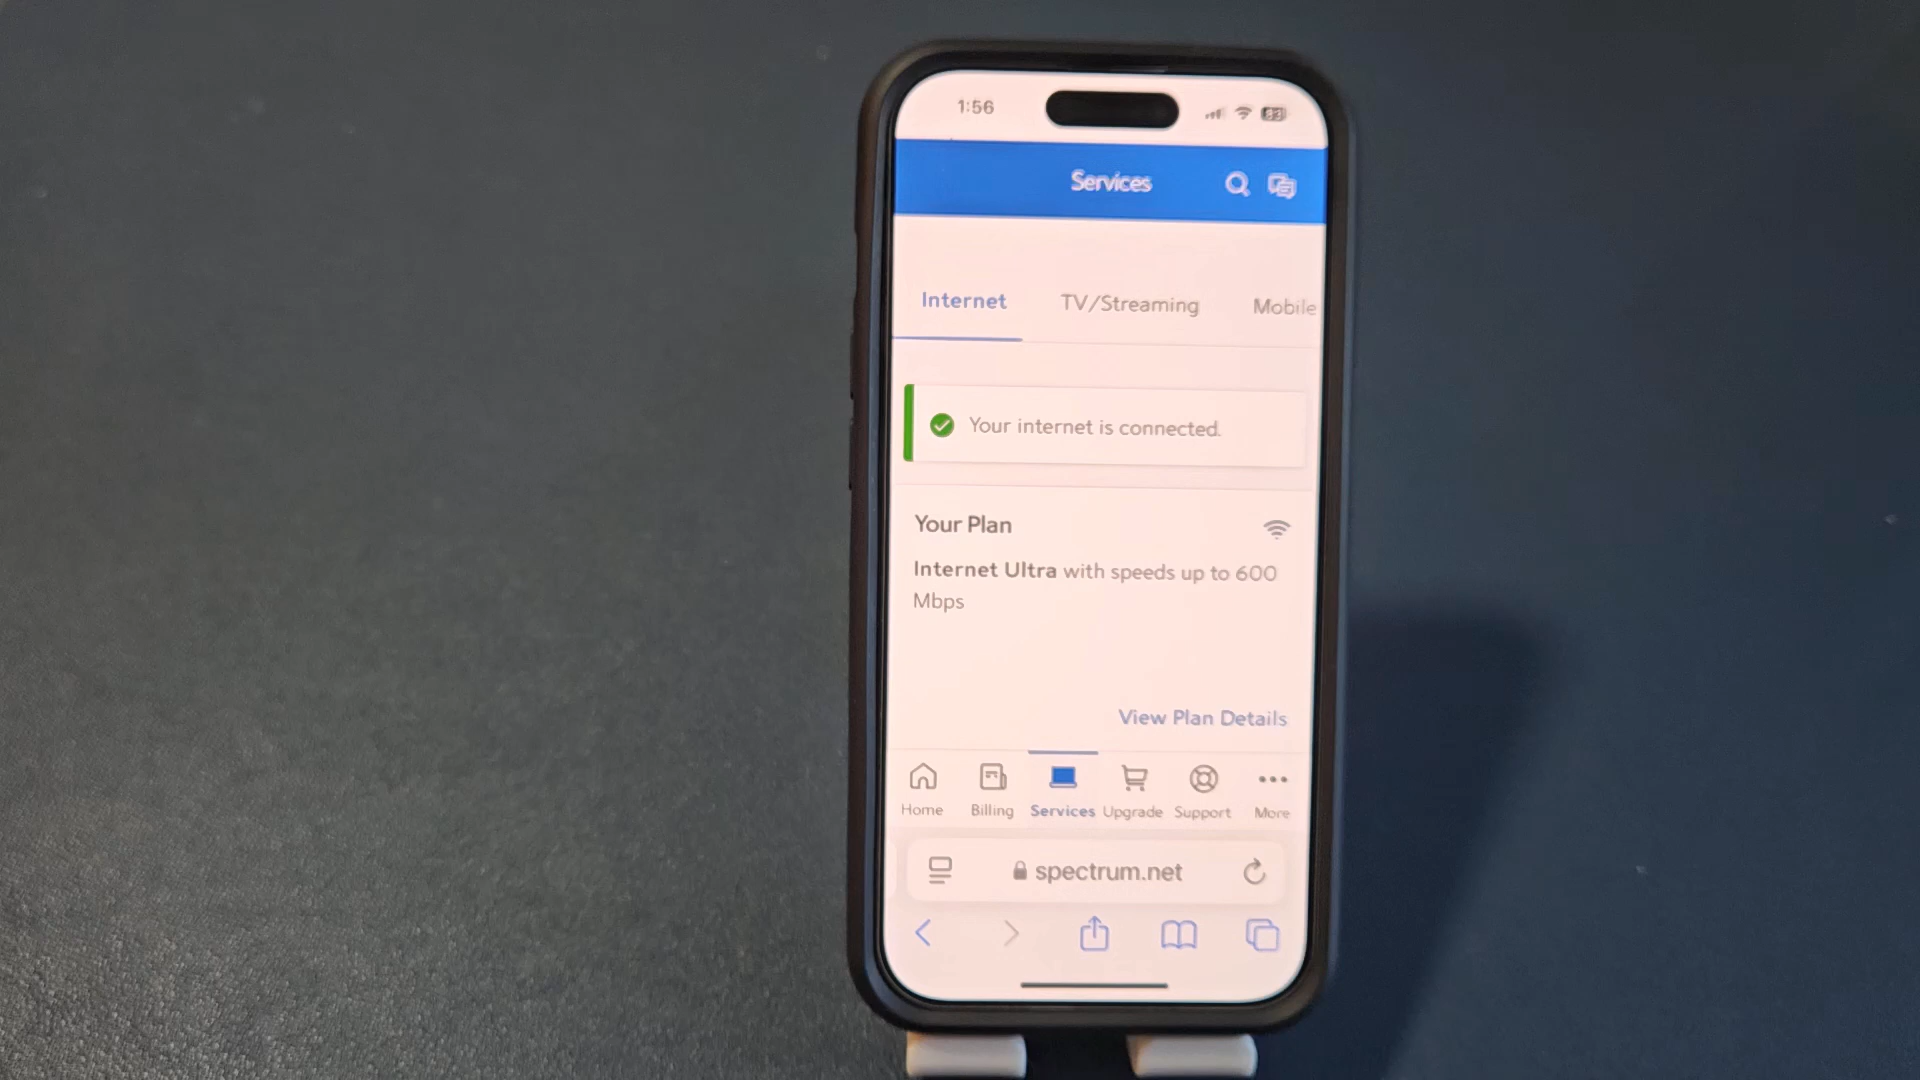 1:56
83
Services
Internet TV/Streaming Mobile
Your internet is connected.
Your Plan
Internet Ultra with speeds up to 600
Mbps
View Plan Details
Home Billing Services Upgrade Support More
spectrum.net